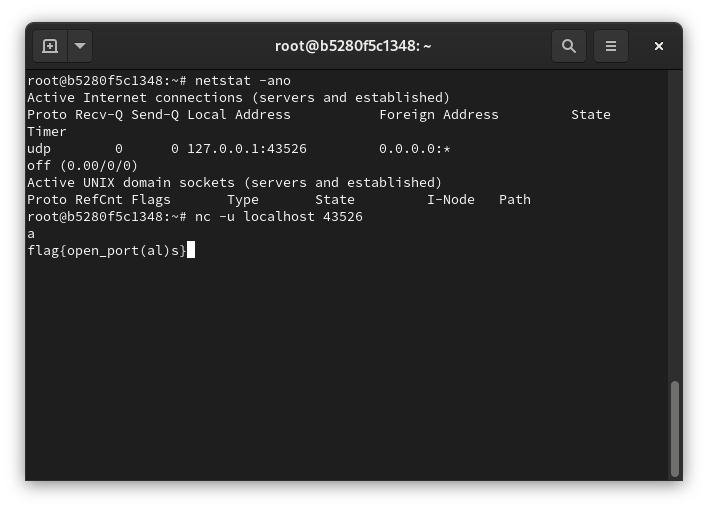 root@b5280f5c1348: ~
root@b5280f5c1348:~# netstat -ano
Active Internet connections (servers and established)
Proto Recv-Q Send-Q Local Address           Foreign Address         State
Timer
udp        0      0 127.0.0.1:43526         0.0.0.0:*
off (0.00/0/0)
Active UNIX domain sockets (servers and established)
Proto RefCnt Flags       Type       State         I-Node   Path
root@b5280f5c1348:~# nc -u localhost 43526
a
flag{open_port(al)s}